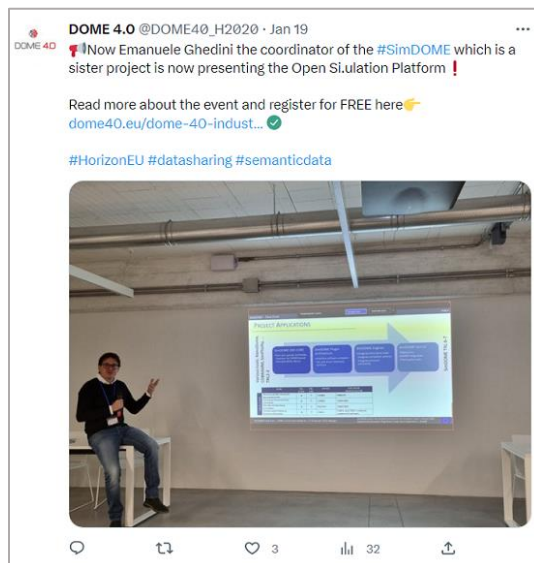 DOME 4.0 @DOME40_H2020 · Jan 19
DOME 4.0
Now Emanuele Ghedini the coordinator of the #SimDOME which is a
sister project is now presenting the Open Si.ulation Platform
Read more about the event and register for FREE here
dome40.eu/dome-40-indust...
#HorizonEU #datasharing #semanticdata
PROJECT APPLICATIONS
3
32